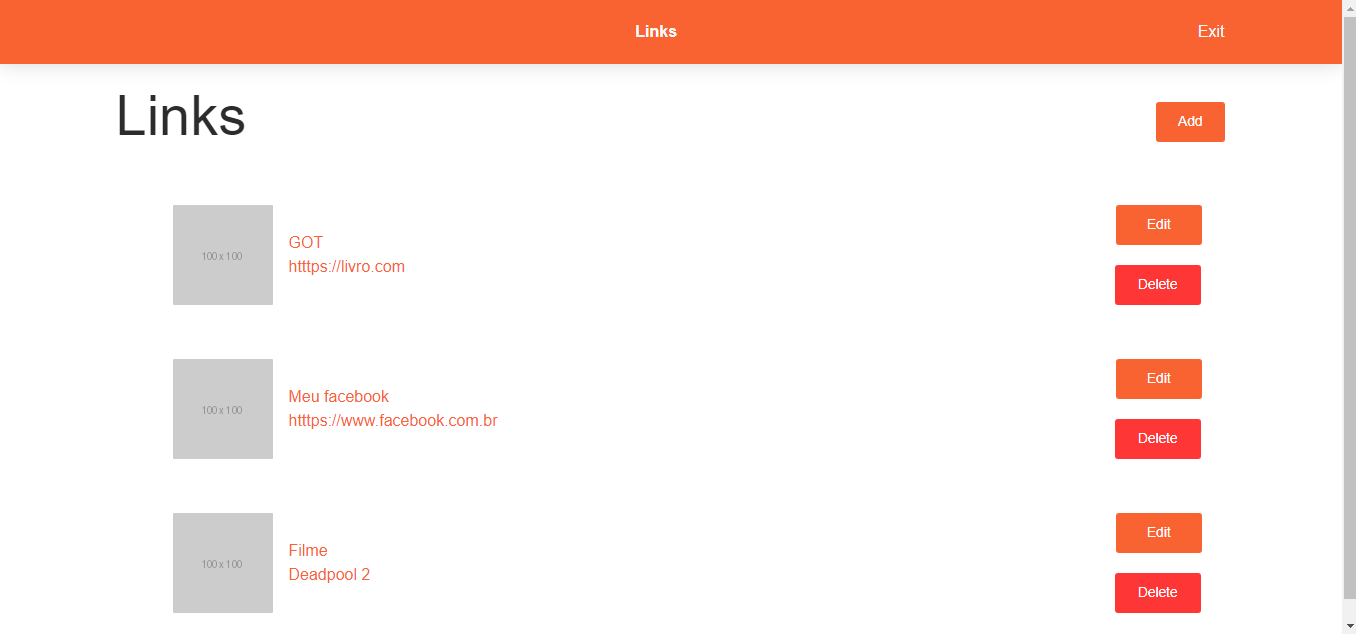 Links
Exit
Links
Add
100 x 100
GOT
htttps://livro.com
Edit
Delete
100 x 100
Meu facebook
htttps://www.facebook.com.br
Edit
Delete
100 x 100
Filme
Deadpool 2
Edit
Delete